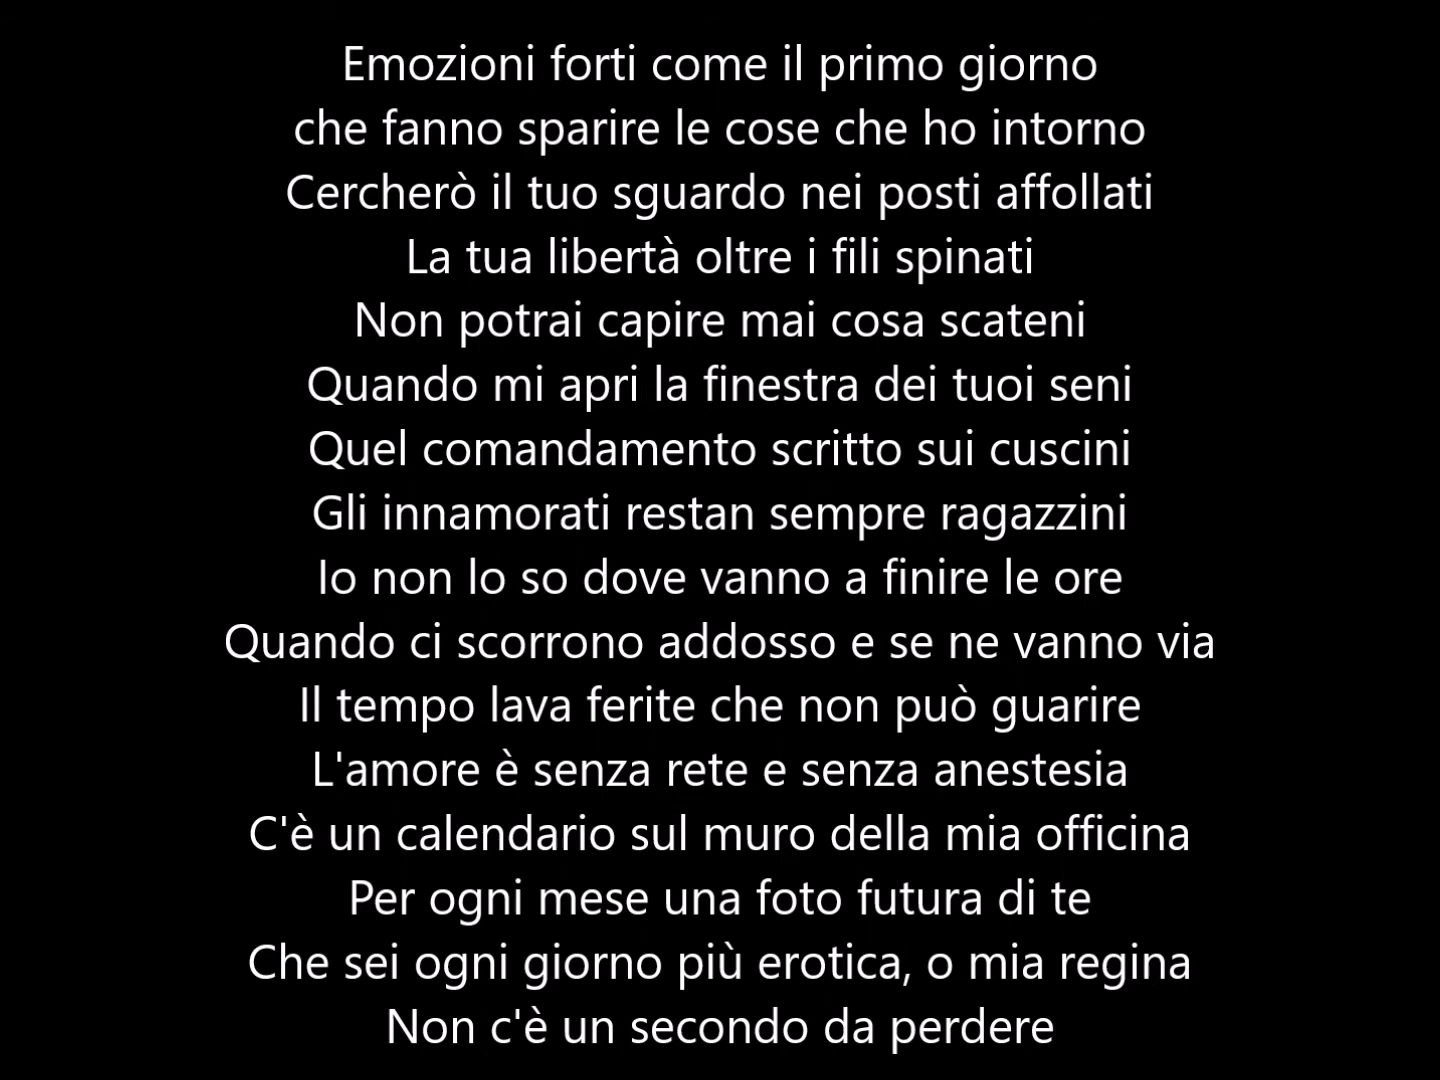 Emozioni forti come il primo giorno
che fanno sparire le cose che ho intorno
Cercherò il tuo sguardo nei posti affollati
La tua libertà oltre i fili spinati
Non potrai capire mai cosa scateni
Quando mi apri la finestra dei tuoi seni
Quel comandamento scritto sui cuscini
Gli innamorati restan sempre ragazzini
Io non lo so dove vanno a finire le ore
Quando ci scorrono addosso e se ne vanno via
Il tempo lava ferite che non può guarire
L'amore è senza rete e senza anestesia
C'è un calendario sul muro della mia officina
Per ogni mese una foto futura di te
Che sei ogni giorno più erotica, o mia regina
Non c'è un secondo da perdere